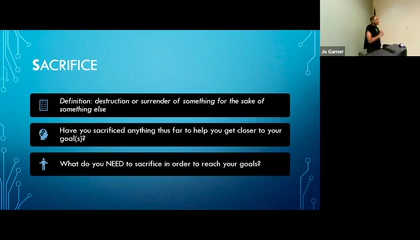 SACRIFICE
Jo Garner
Definition: destruction or surrender of something for the sake of
something else
Have you sacrificed anything thus far to help you get closer to your
goal(s)?
What do you NEED to sacrifice in order to reach your goals?